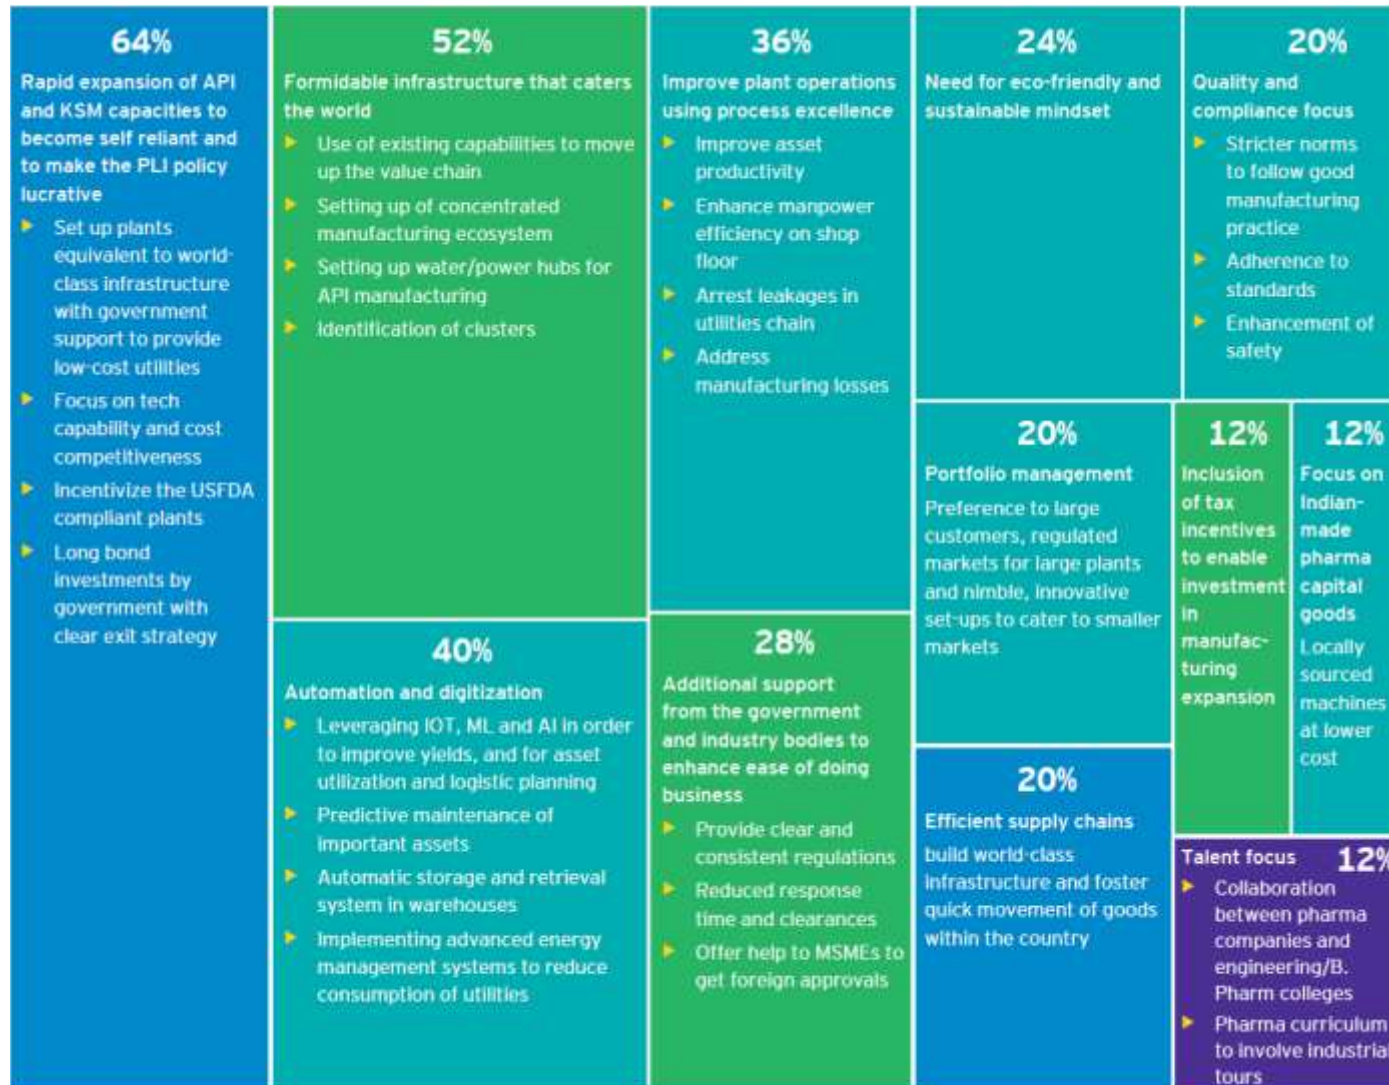 64%
Rapid expansion of API
and KSM capacities to
become self reliant and
to make the PLI policy
lucrative
Set up plants
equivalent to world-
class infrastructure
with government
support to provide
low-cost utilities
Focus on tech
capability and cost
competitiveness
Incentivize the USFDA
compliant plants
Long bond
investments by
government with
clear exit strategy
52%
Formidable infrastructure that caters
the world
Use of existing capabilities to move
up the value chain
Setting up of concentrated
manufacturing ecosystem
Setting up water/power hubs for
API manufacturing
Identification of clusters
40%
Automation and digitization
Leveraging IOT, ML and AI in order
to improve yields, and for asset
utilization and logistic planning
Predictive maintenance of
important assets
Automatic storage and retrieval
system in warehouses
Implementing advanced energy
management systems to reduce
consumption of utilities
36%
Improve plant operations
using process excellence
Improve asset
productivity
Enhance manpower
efficiency on shop
floor
Arrest leakages in
utilities chain
Address
manufacturing losses
28%
Additional support
from the government
and industry bodies to
enhance ease of doing
business
Provide clear and
consistent regulations
Reduced response
time and clearances
Offer help to MSMEs to
get foreign approvals
24%
Need for eco-friendly and
sustainable mindset
20%
Quality and
compliance focus
Stricter norms
to follow good
manufacturing
practice
Adherence to
standards
Enhancement of
safety
20%
Portfolio management
Preference to large
customers, regulated
markets for large plants
and nimble, innovative
set-ups to cater to smaller
markets
20%
Efficient supply chains
build world-class
infrastructure and foster
quick movement of goods
within the country
12%
Inclusion
of tax
incentives
to enable
investment
in
manufac-
turing
expansion
12%
Focus on
Indian-
made
pharma
capital
goods
Locally
sourced
machines
at lower
cost
Talent focus 12%
Collaboration
between pharma
companies and
engineering/B.
Pharm colleges
Pharma curriculum
to involve industrial
tours